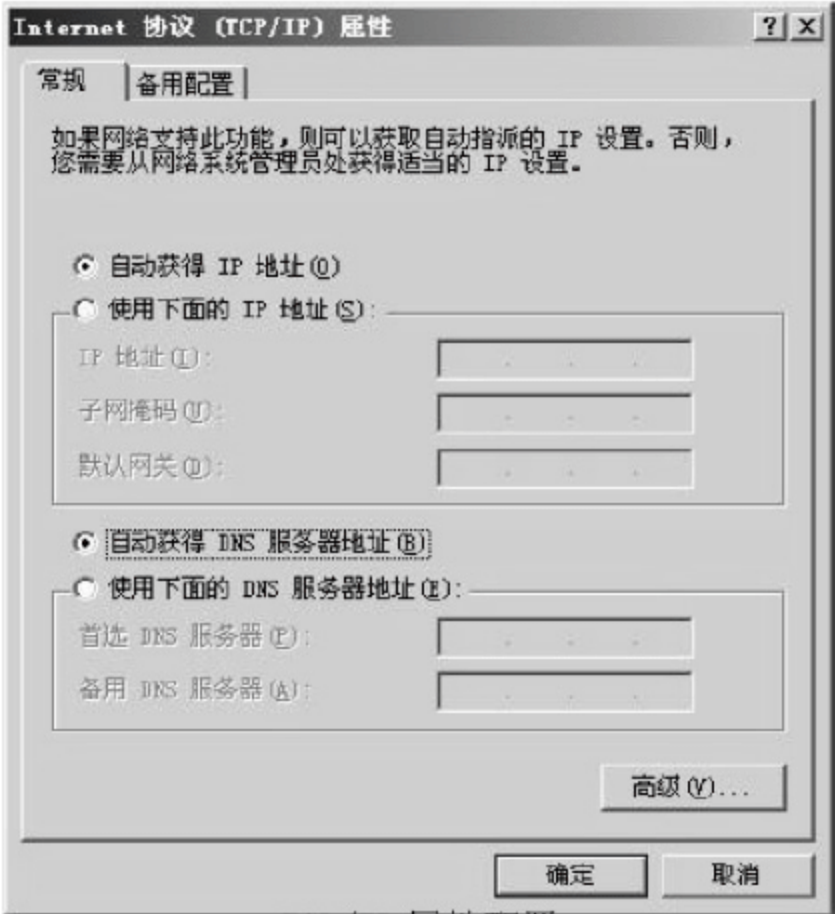 Internet 协议 (TCP/IP) 属性
常规
备用配置
如果网络支持此功能，则可以获取自动指派的 IP 设置。否则，
您需要从网络系统管理员处获得适当的 IP 设置。
自动获得 IP 地址(O)
使用下面的 IP 地址(S):
IP 地址(I):
子网掩码(U):
默认网关(D):
自动获得 DNS 服务器地址(B)
使用下面的 DNS 服务器地址(E):
首选 DNS 服务器(P):
备用 DNS 服务器(A):
高级(V)...
确定
取消